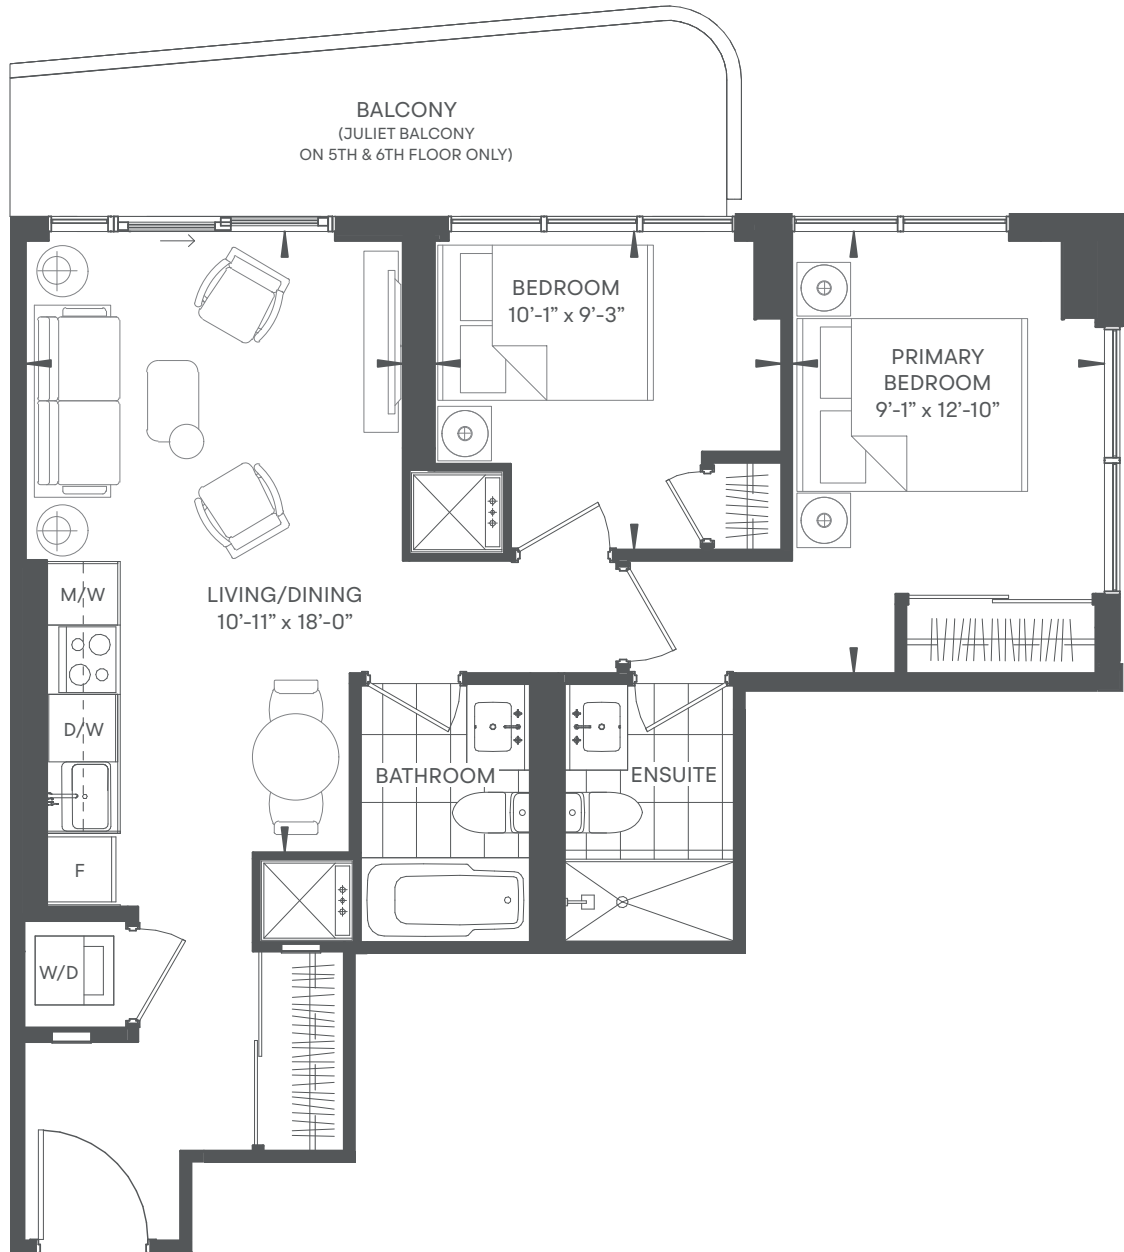 BALCONY
(JULIET BALCONY
ON 5TH & 6TH FLOOR ONLY)
BEDROOM
10’-1” x 9’-3”
PRIMARY
BEDROOM
9’-1” x 12’-10”
M/W
LIVING/DINING
10’-11” x 18’-0”
D/W
BATHROOM
ENSUITE
F
W/D